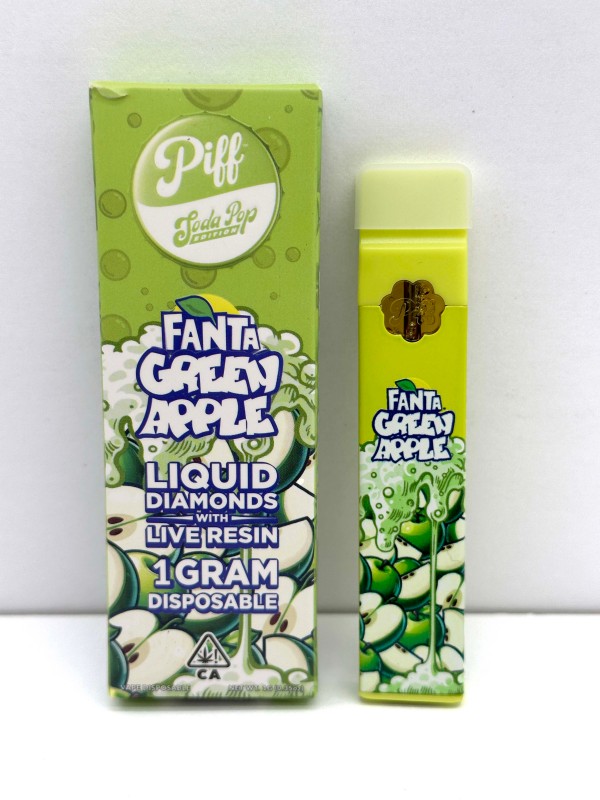 Piff
Soda Pop
EDITION
FANTA
GREEN
APPLE
LIQUID
DIAMONDS
WITH
LIVE RESIN
1 GRAM
DISPOSABLE
CA
FANTA
GREEN
APPLE